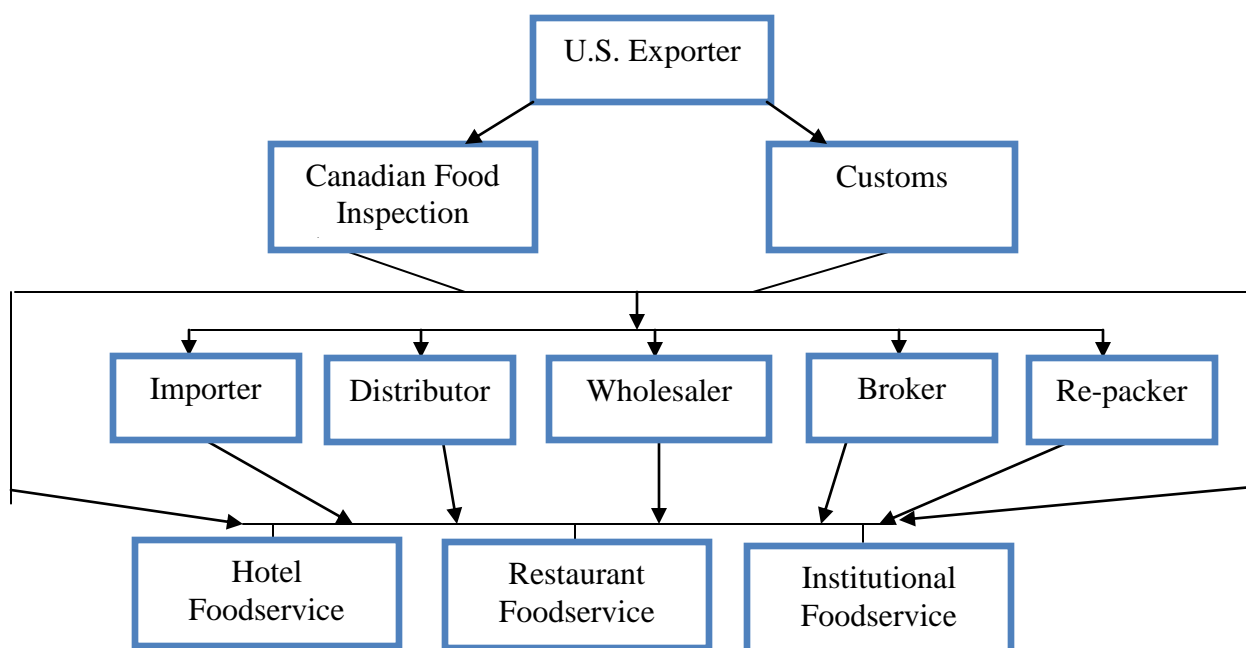 U.S. Exporter
Canadian Food
Inspection
Customs
Importer
Distributor
Wholesaler
Broker
Re-packer
Hotel
Foodservice
Restaurant
Foodservice
Institutional
Foodservice